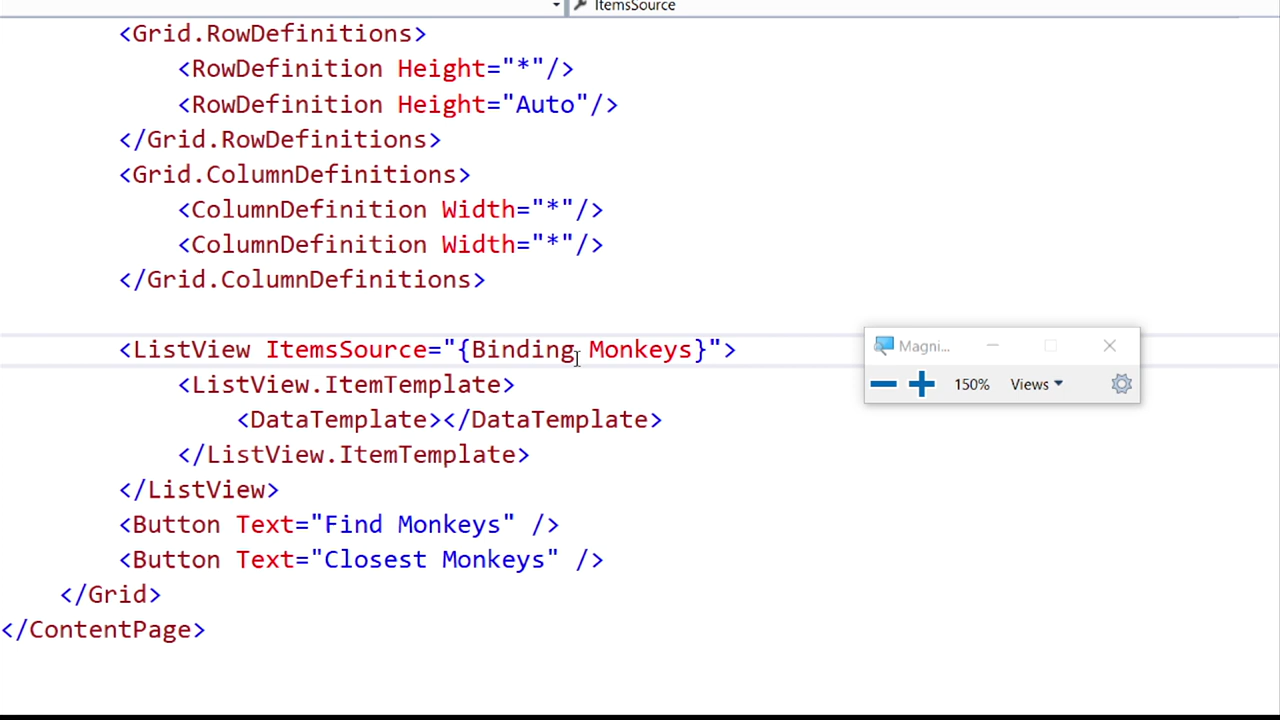 ItemsSource
<Grid.RowDefinitions>
<RowDefinition Height="*"/>
<RowDefinition Height="Auto"/>
</Grid.RowDefinitions>
<Grid.ColumnDefinitions>
<ColumnDefinition Width="*"/>
<ColumnDefinition Width="*"/>
</Grid.ColumnDefinitions>
<ListView ItemsSource="{Binding Monkeys}">
<ListView.ItemTemplate>
<DataTemplate></DataTemplate>
</ListView.ItemTemplate>
</ListView>
<Button Text="Find Monkeys" />
<Button Text="Closest Monkeys" />
</Grid>
</ContentPage>
Magni...
150% Views